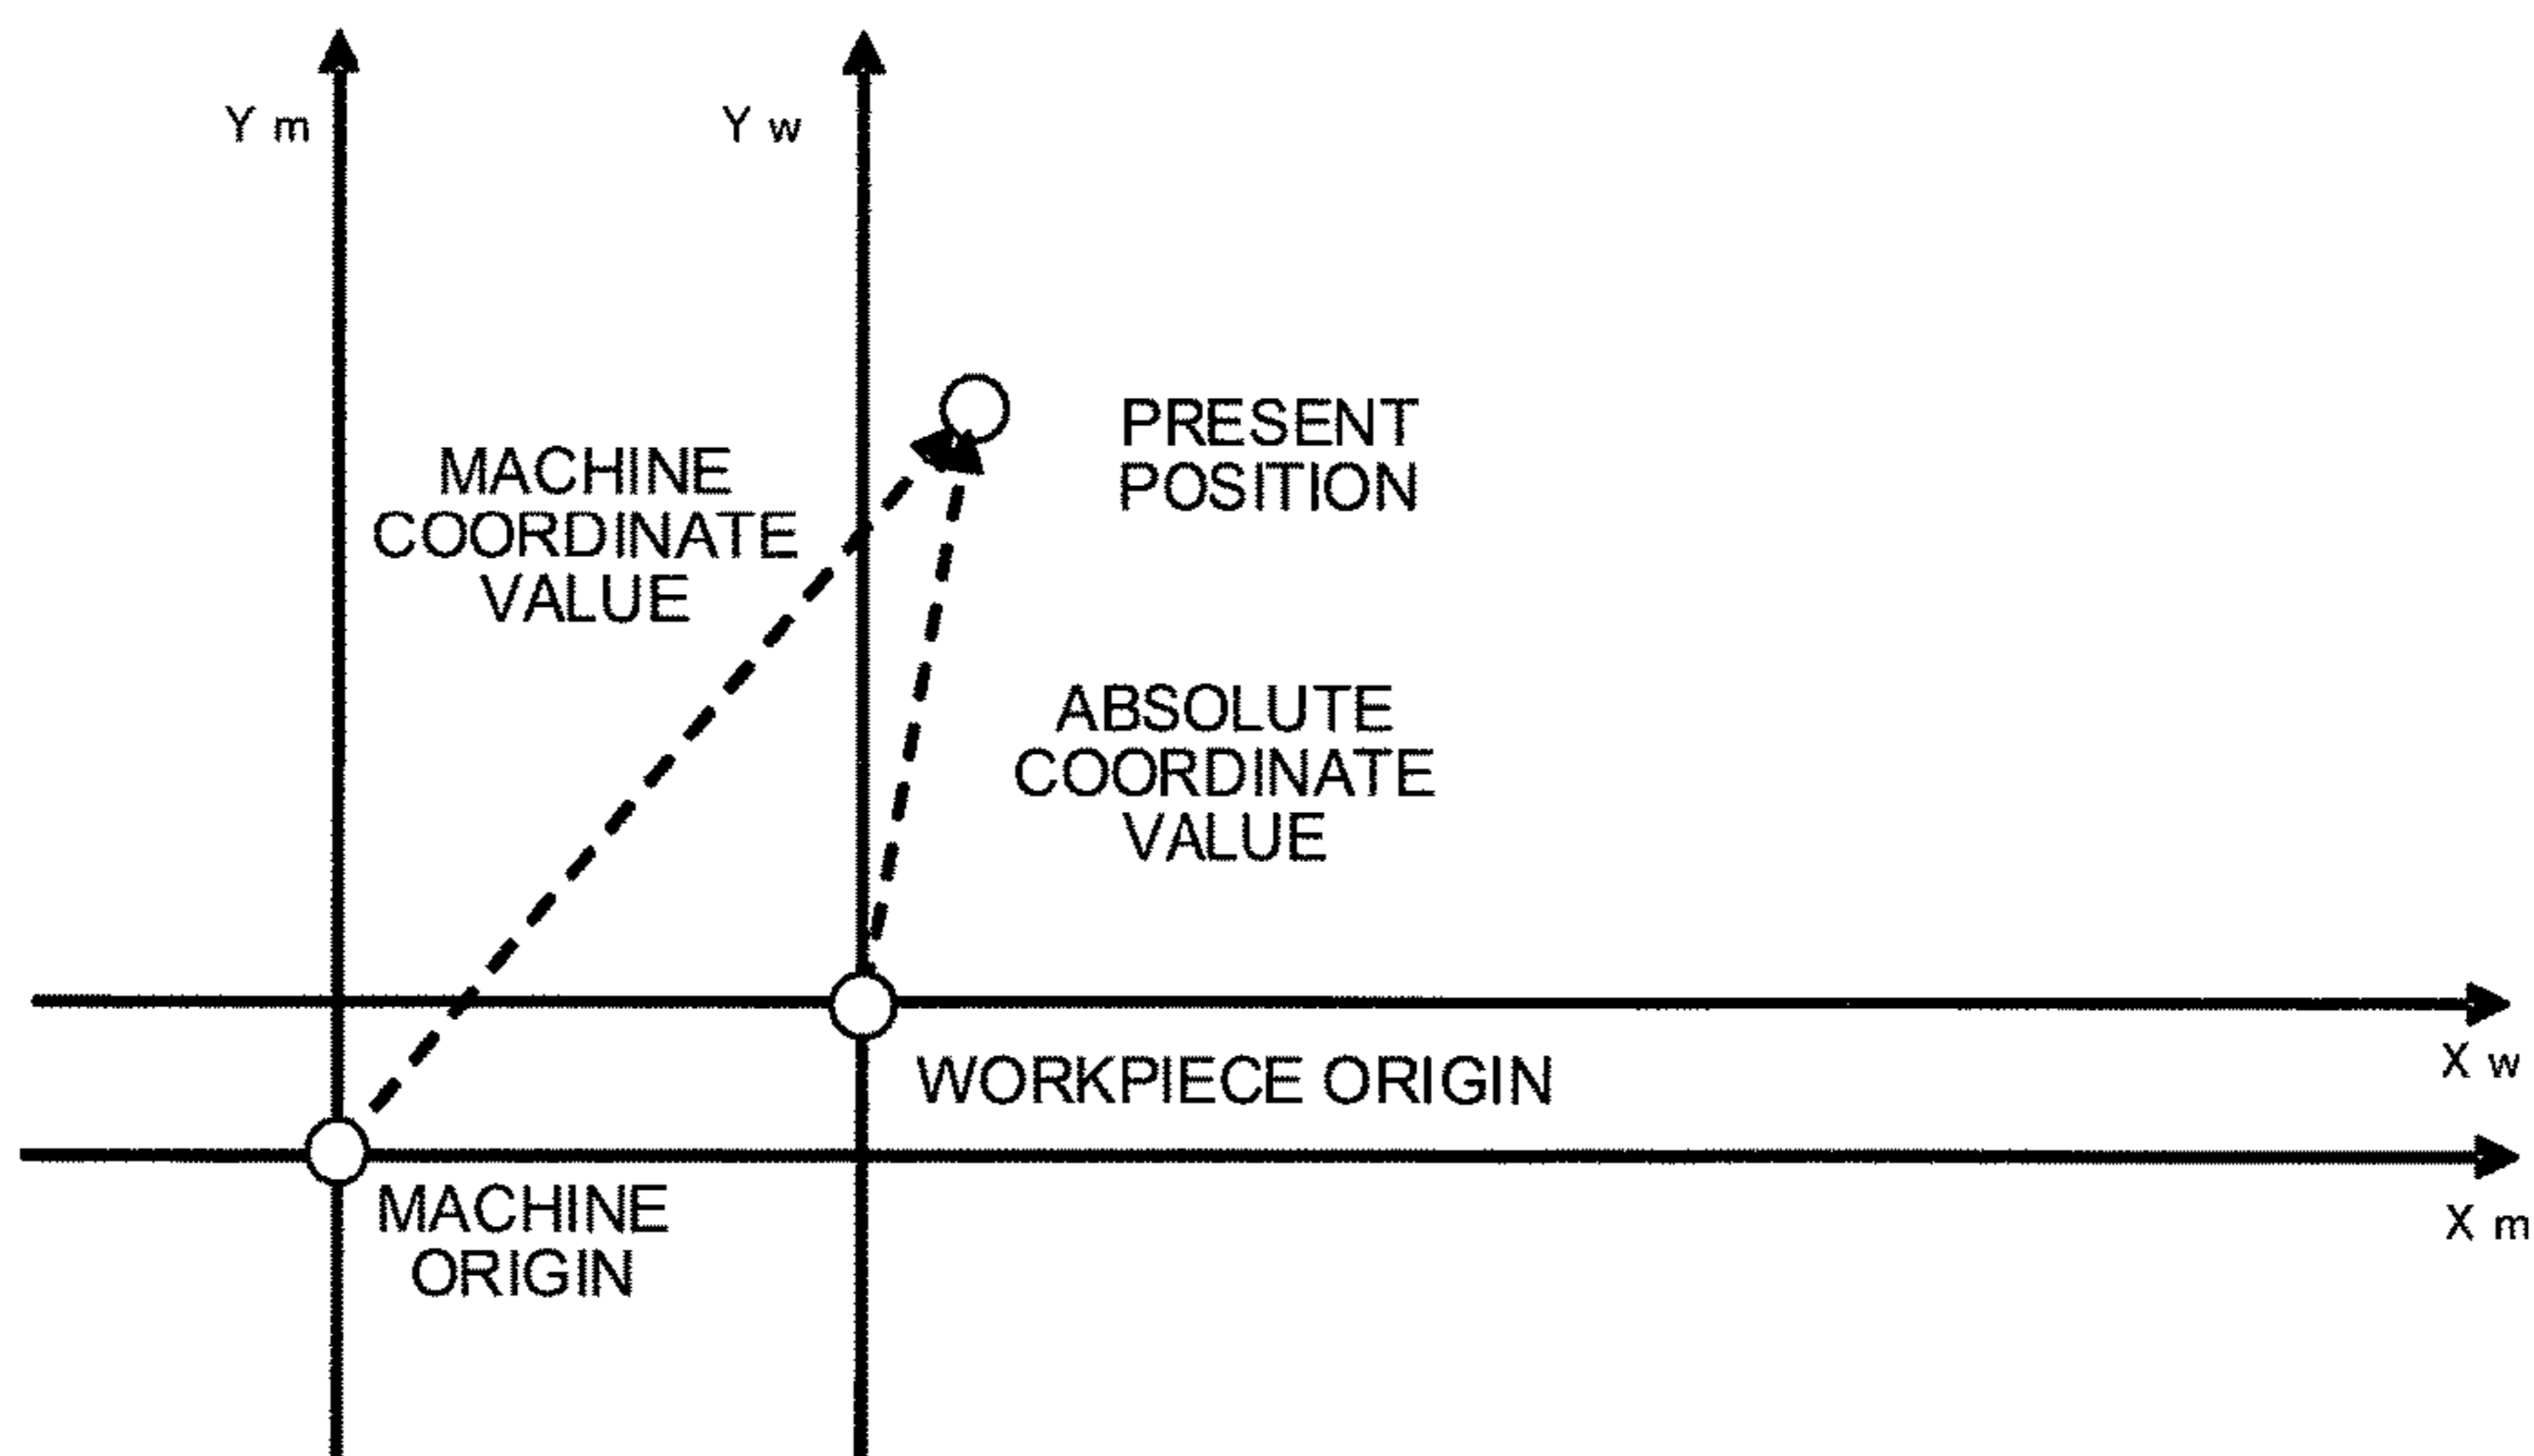 Y m
Y w
PRESENT
POSITION
MACHINE
COORDINATE
VALUE
ABSOLUTE
COORDINATE
VALUE
X w
WORKPIECE ORIGIN
MACHINE
ORIGIN
X m